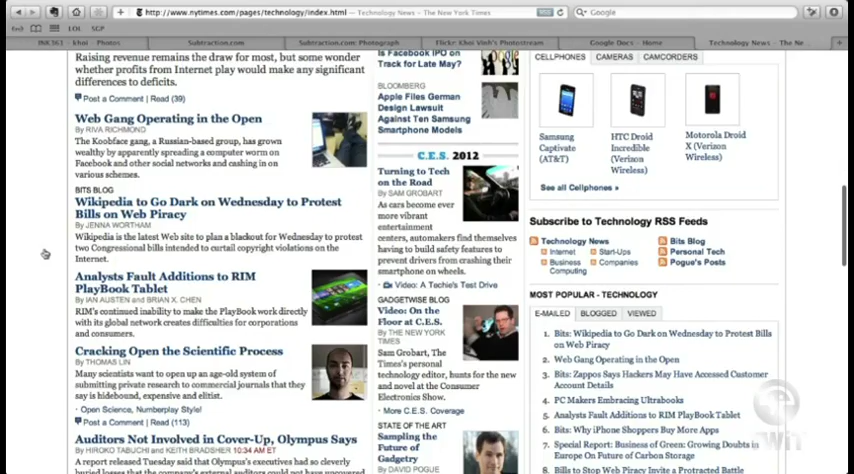 http://www.nytimes.com/pages/technology/index.html — Technology News - The New York Times
RSS
Google
ted
LOL
SGP
INK361
khoi - Photos
Subtraction.com
Subtraction.com: Photograph
Flickr: Khoi Vinh's Photostream
Google Docs - Home
Technology News - The Ne...
Raising revenue remains the draw for most, but some wonder
whether profits from Internet play would make any significant
differences to deficits.
Post a Comment | Read (39)
Web Gang Operating in the Open
By RIVA RICHMOND
The Koobface gang, a Russian-based group, has grown
wealthy by apparently spreading a computer worm on
Facebook and other social networks and cashing in on
various schemes.
BITS BLOG
Wikipedia to Go Dark on Wednesday to Protest
Bills on Web Piracy
By JENNA WORTHAM
Wikipedia is the latest Web site to plan a blackout for Wednesday to protest
two Congressional bills intended to curtail copyright violations on the
Internet.
Analysts Fault Additions to RIM
PlayBook Tablet
By IAN AUSTEN and BRIAN X. CHEN
RIM's continued inability to make the PlayBook work directly
with its global network creates difficulties for corporations
and consumers.
Cracking Open the Scientific Process
By THOMAS LIN
Many scientists want to open up an age-old system of
submitting private research to commercial journals that they
say is hidebound, expensive and elitist.
· Open Science, Numberplay Style!
Post a Comment | Read (113)
Auditors Not Involved in Cover-Up, Olympus Says
By HIROKO TABUCHI and KEITH BRADSHER 10:34 AM ET
A report released Tuesday said that Olympus's executives had so cleverly
buried losses that the company's external auditors could not have uncovered
Is Facebook IPO on
Track for Late May?
BLOOMBERG
Apple Files German
Design Lawsuit
Against Ten Samsung
Smartphone Models
C.E.S. 2012
Turning to Tech
on the Road
By SAM GROBART
As cars become ever
more vibrant
entertainment
centers, automakers find themselves
having to build safety features to
prevent drivers from crashing their
smartphone on wheels.
· Video: A Techie's Test Drive
GADGETWISE BLOG
Video: On the
Floor at C.E.S.
By THE NEW YORK
TIMES
Sam Grobart, The
Times's personal
technology editor, hunts for the new
and novel at the Consumer
Electronics Show.
· More C.E.S. Coverage
STATE OF THE ART
Sampling the
Future of
Gadgetry
By DAVID POGUE
CELLPHONES
CAMERAS
CAMCORDERS
Samsung
Captivate
(AT&T)
HTC Droid
Incredible
(Verizon
Wireless)
Motorola Droid
X (Verizon
Wireless)
See all Cellphones »
Subscribe to Technology RSS Feeds
Technology News
Bits Blog
Internet
Start-Ups
Personal Tech
Business
Computing
Companies
Pogue's Posts
MOST POPULAR - TECHNOLOGY
E-MAILED
BLOGGED
VIEWED
1. Bits: Wikipedia to Go Dark on Wednesday to Protest Bills
on Web Piracy
2. Web Gang Operating in the Open
3. Bits: Zappos Says Hackers May Have Accessed Customer
Account Details
4. PC Makers Embracing Ultrabooks
5. Analysts Fault Additions to RIM PlayBook Tablet
6. Bits: Why iPhone Shoppers Buy More Apps
7. Special Report: Business of Green: Growing Doubts in
Europe On Future of Carbon Storage
8. Bills to Stop Web Piracy Invite a Protracted Battle
TWiT